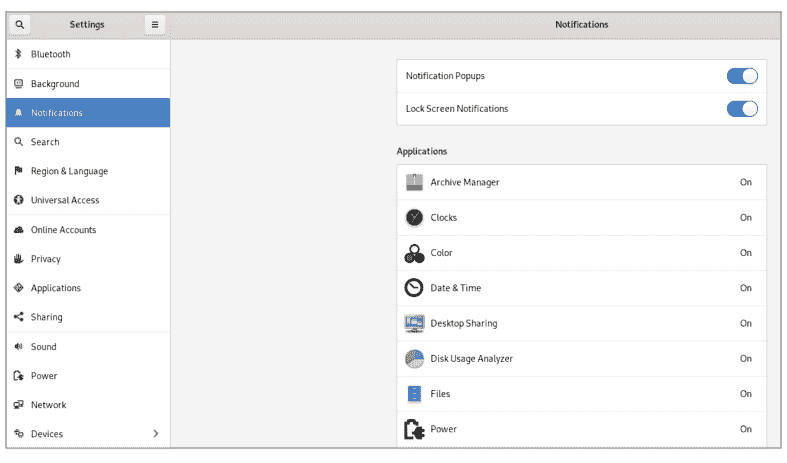 Settings
Notifications
Bluetooth
Background
Notifications
Search
Region & Language
Universal Access
Online Accounts
Privacy
Applications
Sharing
Sound
Power
Network
Devices
Notification Popups
Lock Screen Notifications
Applications
Archive Manager On
Clocks On
Color On
Date & Time On
Desktop Sharing On
Disk Usage Analyzer On
Files On
Power On